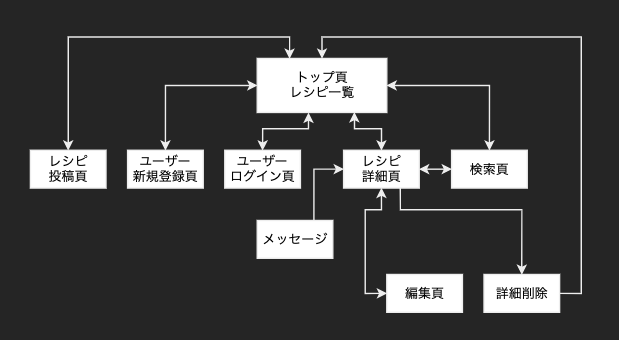 トップ頁
レシピ一覧
レシピ
投稿頁
ユーザー
新規登録頁
ユーザー
ログイン頁
レシピ
詳細頁
検索頁
メッセージ
編集頁
詳細削除